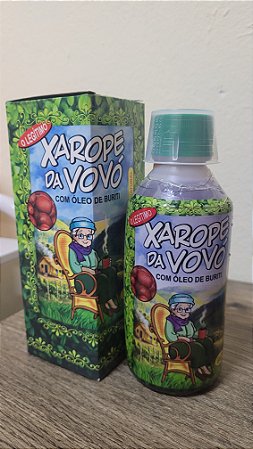 O LEGÍTIMO
XAROPE
DA VOVÓ
COM ÓLEO DE BURITI
LEGÍTIMO
XAROPE
DA VOVÓ
COM ÓLEO DE BURITI